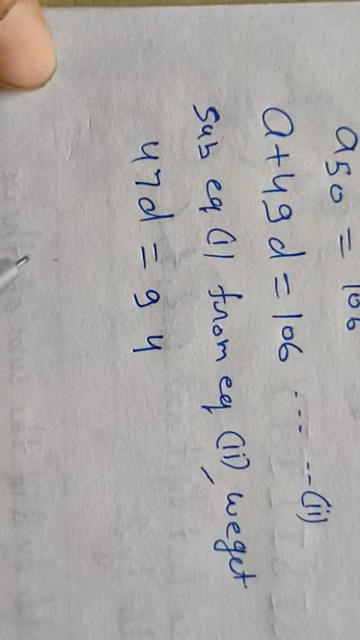 a50 = 106
a+49d = 106 ... --(ii)
Sub eq (i) from eq (ii), we get
47d = 94